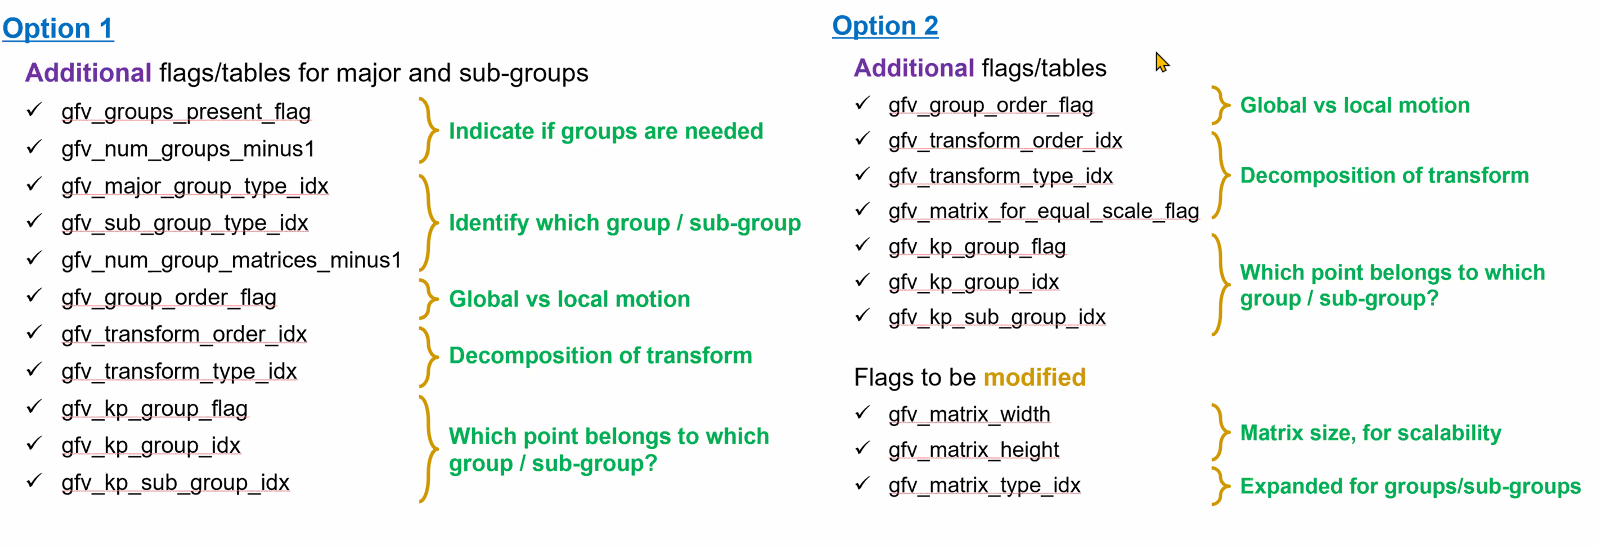 Option 1
Additional flags/tables for major and sub-groups
✓ gfv_groups_present_flag
✓ gfv_num_groups_minus1
Indicate if groups are needed
✓ gfv_major_group_type_idx
✓ gfv_sub_group_type_idx
✓ gfv_num_group_matrices_minus1
Identify which group / sub-group
✓ gfv_group_order_flag
Global vs local motion
✓ gfv_transform_order_idx
✓ gfv_transform_type_idx
Decomposition of transform
✓ gfv_kp_group_flag
✓ gfv_kp_group_idx
✓ gfv_kp_sub_group_idx
Which point belongs to which
group / sub-group?
Option 2
Additional flags/tables
✓ gfv_group_order_flag
Global vs local motion
✓ gfv_transform_order_idx
✓ gfv_transform_type_idx
✓ gfv_matrix_for_equal_scale_flag
Decomposition of transform
✓ gfv_kp_group_flag
✓ gfv_kp_group_idx
✓ gfv_kp_sub_group_idx
Which point belongs to which
group / sub-group?
Flags to be modified
✓ gfv_matrix_width
✓ gfv_matrix_height
Matrix size, for scalability
✓ gfv_matrix_type_idx
Expanded for groups/sub-groups